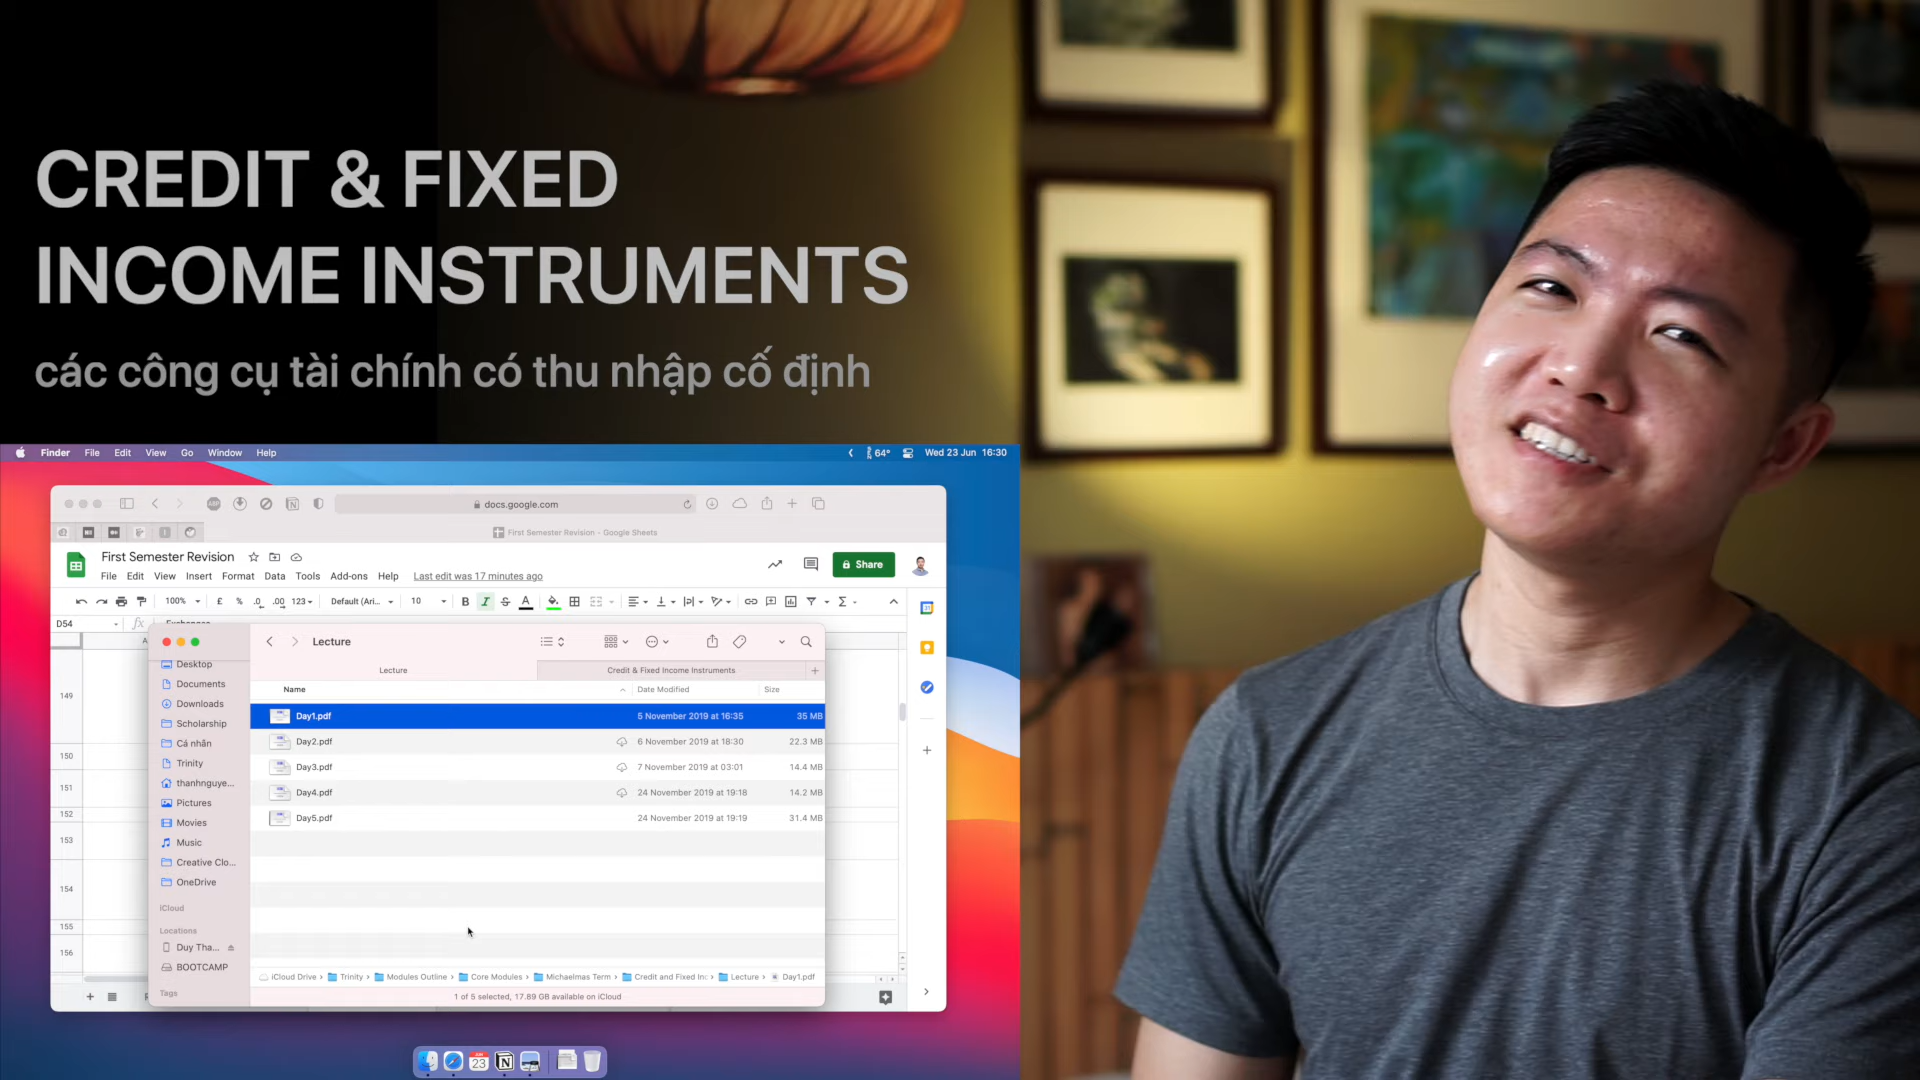 CREDIT & FIXED
INCOME INSTRUMENTS
các công cụ tài chính có thu nhập cố định
Finder File Edit View Go Window Help
64° Wed 23 Jun 16:30
docs.google.com
First Semester Revision - Google Sheets
First Semester Revision
File Edit View Insert Format Data Tools Add-ons Help Last edit was 17 minutes ago
Share
100% £ % .0 .00 123 Default (Ari... 10 B I S A
D54 fx
Lecture
Lecture
Credit & Fixed Income Instruments
Name Date Modified Size
Day1.pdf 5 November 2019 at 16:35 35 MB
Day2.pdf 6 November 2019 at 18:30 22.3 MB
Day3.pdf 7 November 2019 at 03:01 14.4 MB
Day4.pdf 24 November 2019 at 19:18 14.2 MB
Day5.pdf 24 November 2019 at 19:19 31.4 MB
Desktop
Documents
Downloads
Scholarship
Cá nhân
Trinity
thanhnguye...
Pictures
Movies
Music
Creative Clo...
OneDrive
iCloud
Locations
Duy Tha...
BOOTCAMP
Tags
149
150
151
152
153
154
155
156
iCloud Drive › Trinity › Modules Outline › Core Modules › Michaelmas Term › Credit and Fixed Inc › Lecture › Day1.pdf
1 of 5 selected, 17.89 GB available on iCloud
23